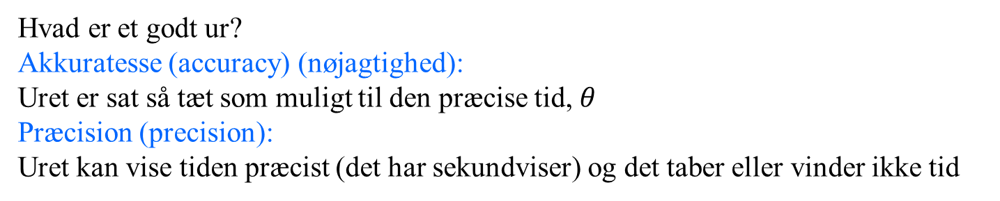 Hvad er et godt ur?
Akkuratesse (accuracy) (nøjagtighed):
Uret er sat så tæt som muligt til den præcise tid, θ
Præcision (precision):
Uret kan vise tiden præcist (det har sekundviser) og det taber eller vinder ikke tid